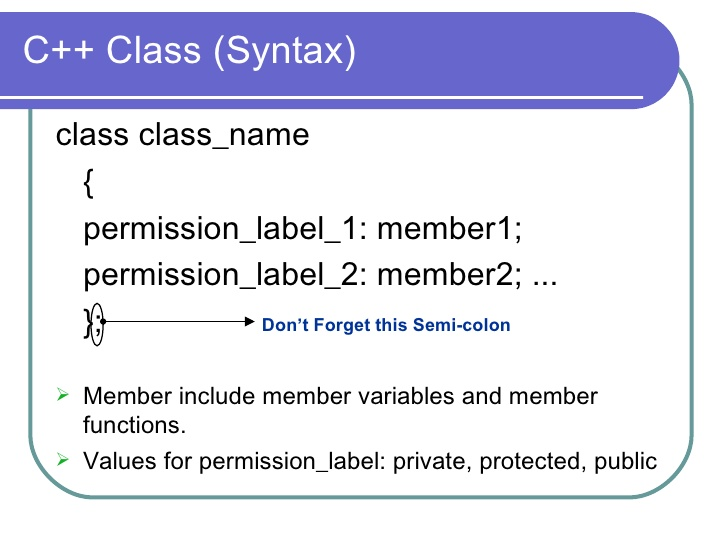 C++ Class (Syntax)
class class_name
{
permission_label_1: member1;
permission_label_2: member2; ...
};
Don’t Forget this Semi-colon
Member include member variables and member
functions.
Values for permission_label: private, protected, public